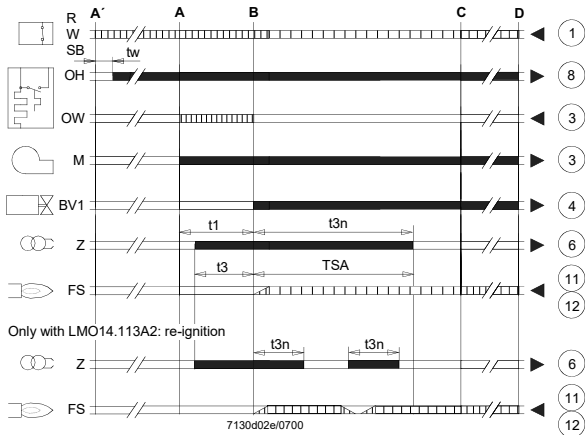 A´ A B C D
R
W 1
SB
tw
OH 8
OW 3
M 3
BV1 4
t1 t3n
Z 6
t3 TSA
FS 11
12
Only with LMO14.113A2: re-ignition
t3n t3n
Z 6
FS 11
12
7130d02e/0700